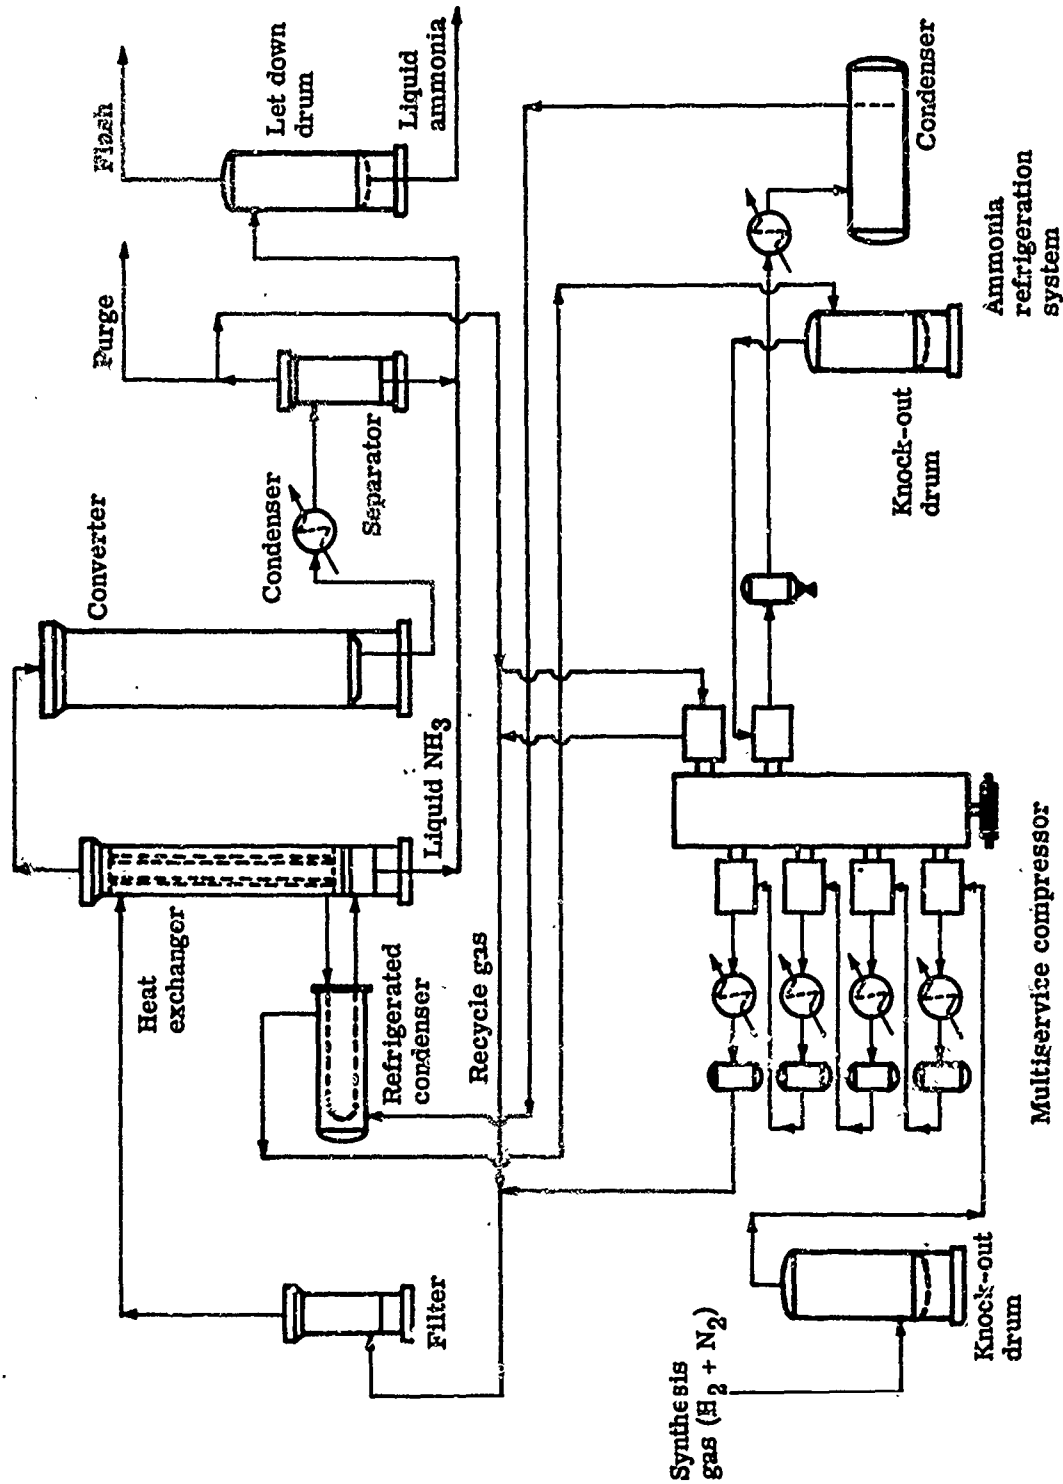 Flash
Let down
drum
Liquid
ammonia
Purge
Separator
Condenser
Converter
Liquid NH3
Heat
exchanger
Refrigerated
condenser
Recycle gas
Filter
Condenser
Ammonia
refrigeration
system
Knock-out
drum
Multiservice compressor
Knock-out
drum
Synthesis
gas (H2 + N2)